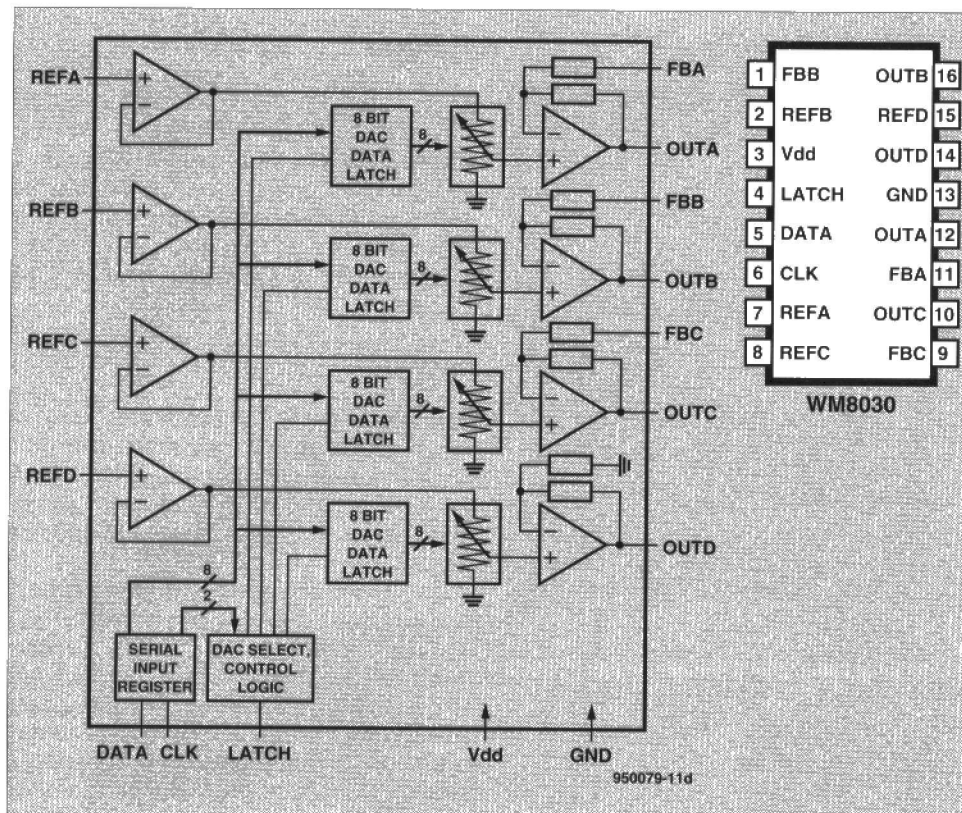 REFA
FBA
8 BIT
DAC
DATA
LATCH
8
OUTA
REFB
FBB
8 BIT
DAC
DATA
LATCH
8
OUTB
REFC
FBC
8 BIT
DAC
DATA
LATCH
8
OUTC
REFD
8 BIT
DAC
DATA
LATCH
8
OUTD
8
2
SERIAL
INPUT
REGISTER
DAC SELECT,
CONTROL
LOGIC
DATA CLK LATCH Vdd GND
950079-11d
1 FBB OUTB 16
2 REFB REFD 15
3 Vdd OUTD 14
4 LATCH GND 13
5 DATA OUTA 12
6 CLK FBA 11
7 REFA OUTC 10
8 REFC FBC 9
WM8030